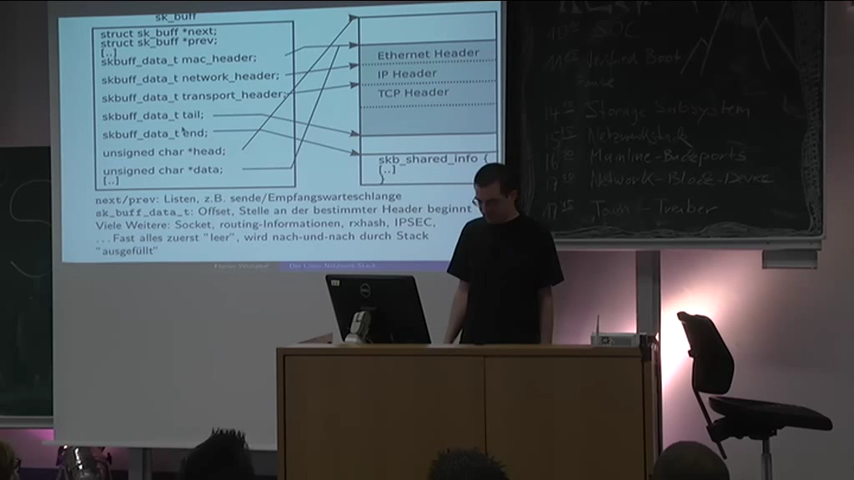 sk_buff
struct sk_buff *next;
struct sk_buff *prev;
[..]
skbuff_data_t mac_header;
skbuff_data_t network_header;
skbuff_data_t transport_header;
skbuff_data_t tail;
skbuff_data_t end;
unsigned char *head;
unsigned char *data;
[..]
Ethernet Header
IP Header
TCP Header
skb_shared_info {
[..]
}
next/prev: Listen, z.B. sende/Empfangswarteschlange
sk_buff_data_t: Offset, Stelle an der bestimmter Header beginnt
Viele Weitere: Socket, routing-Informationen, rxhash, IPSEC,
... Fast alles zuerst "leer", wird nach-und-nach durch Stack
"ausgefüllt"
Verified Boot
Storage Subsystem
Mainline-Backports
Network-Block-Device
Treiber
DELL